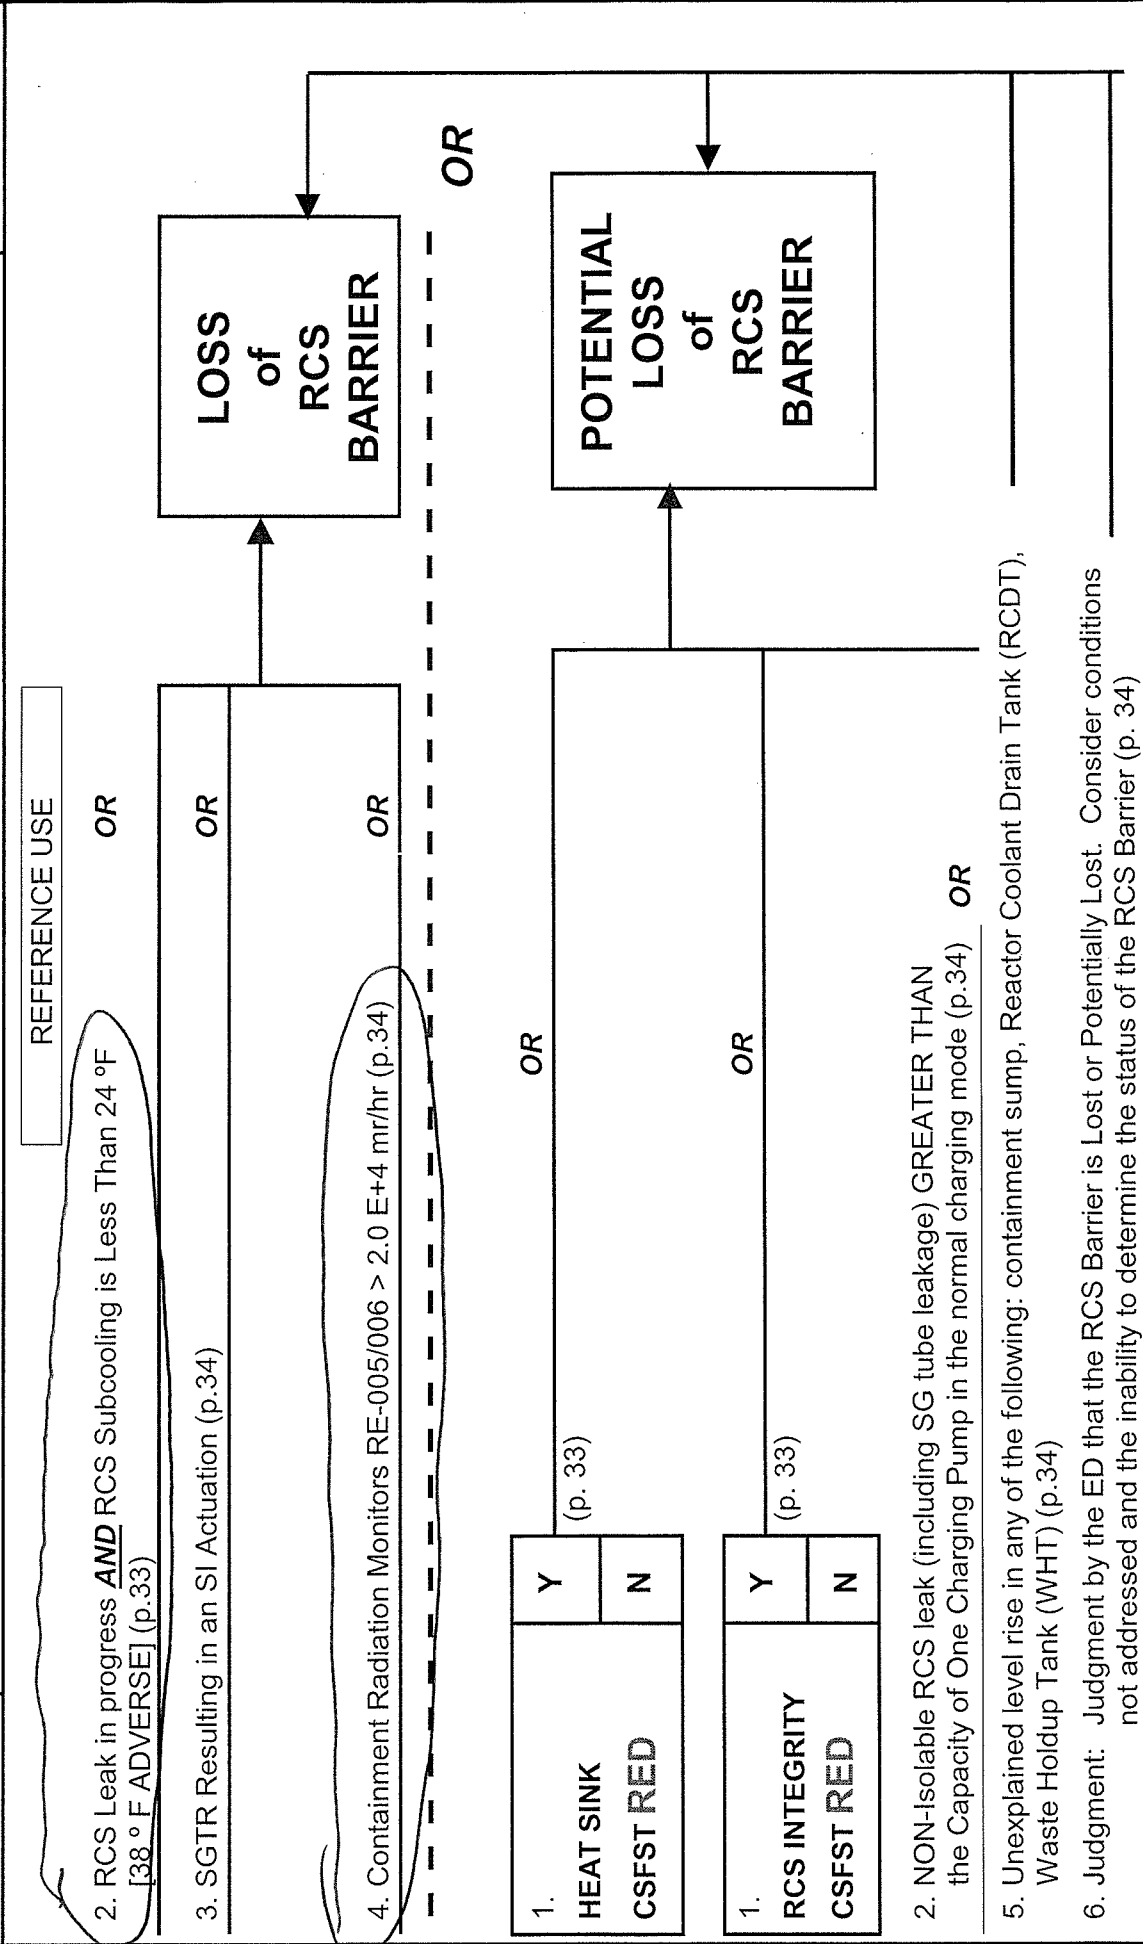 REFERENCE USE
2. RCS Leak in progress AND RCS Subcooling is Less Than 24 ºF
[38 º F ADVERSE] (p.33)
OR
3. SGTR Resulting in an SI Actuation (p.34)
OR
4. Containment Radiation Monitors RE-005/006 > 2.0 E+4 mr/hr (p.34)
OR
LOSS
of
RCS
BARRIER
OR
1.
HEAT SINK
CSFST RED
Y
N
(p. 33)
OR
1.
RCS INTEGRITY
CSFST RED
Y
N
(p. 33)
OR
POTENTIAL
LOSS
of
RCS
BARRIER
2. NON-Isolable RCS leak (including SG tube leakage) GREATER THAN
the Capacity of One Charging Pump in the normal charging mode (p.34)
OR
5. Unexplained level rise in any of the following: containment sump, Reactor Coolant Drain Tank (RCDT),
Waste Holdup Tank (WHT) (p.34)
6. Judgment: Judgment by the ED that the RCS Barrier is Lost or Potentially Lost. Consider conditions
not addressed and the inability to determine the status of the RCS Barrier (p. 34)